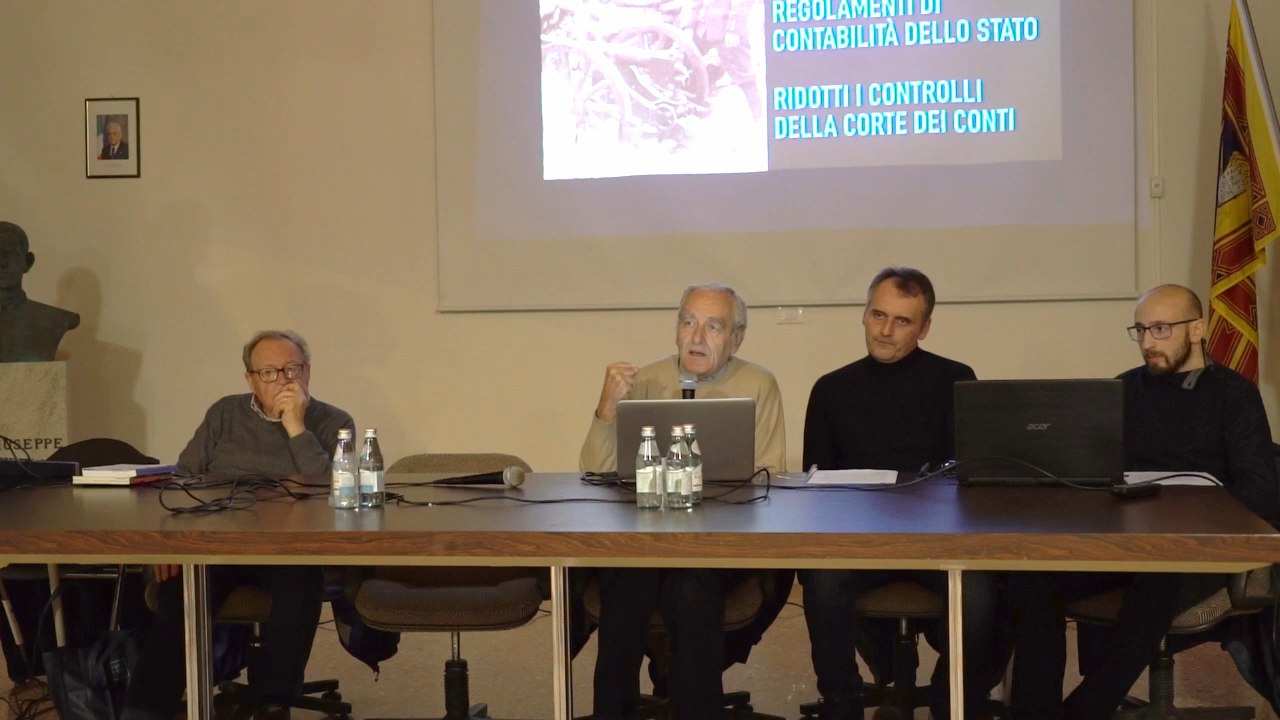 REGOLAMENTI DI
CONTABILITÀ DELLO STATO
RIDOTTI I CONTROLLI
DELLA CORTE DEI CONTI
acer